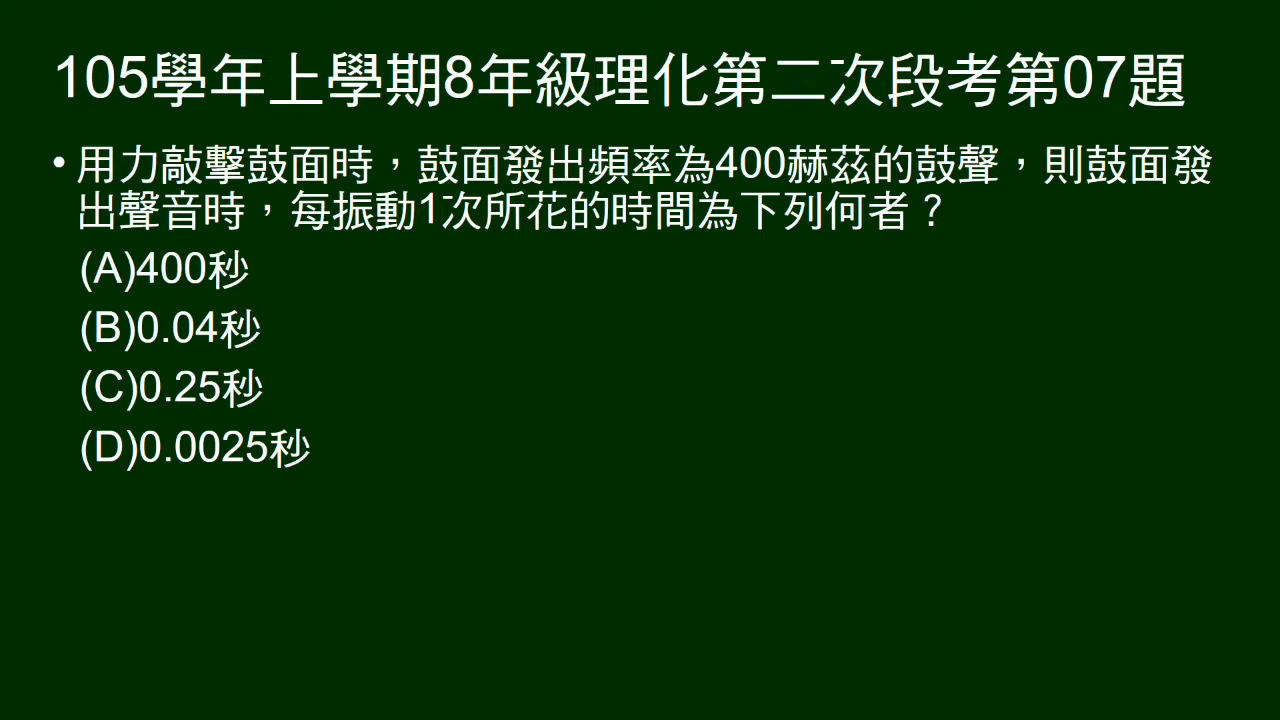 105學年上學期8年級理化第二次段考第07題
• 用力敲擊鼓面時，鼓面發出頻率為400赫茲的鼓聲，則鼓面發
出聲音時，每振動1次所花的時間為下列何者？
(A)400秒
(B)0.04秒
(C)0.25秒
(D)0.0025秒